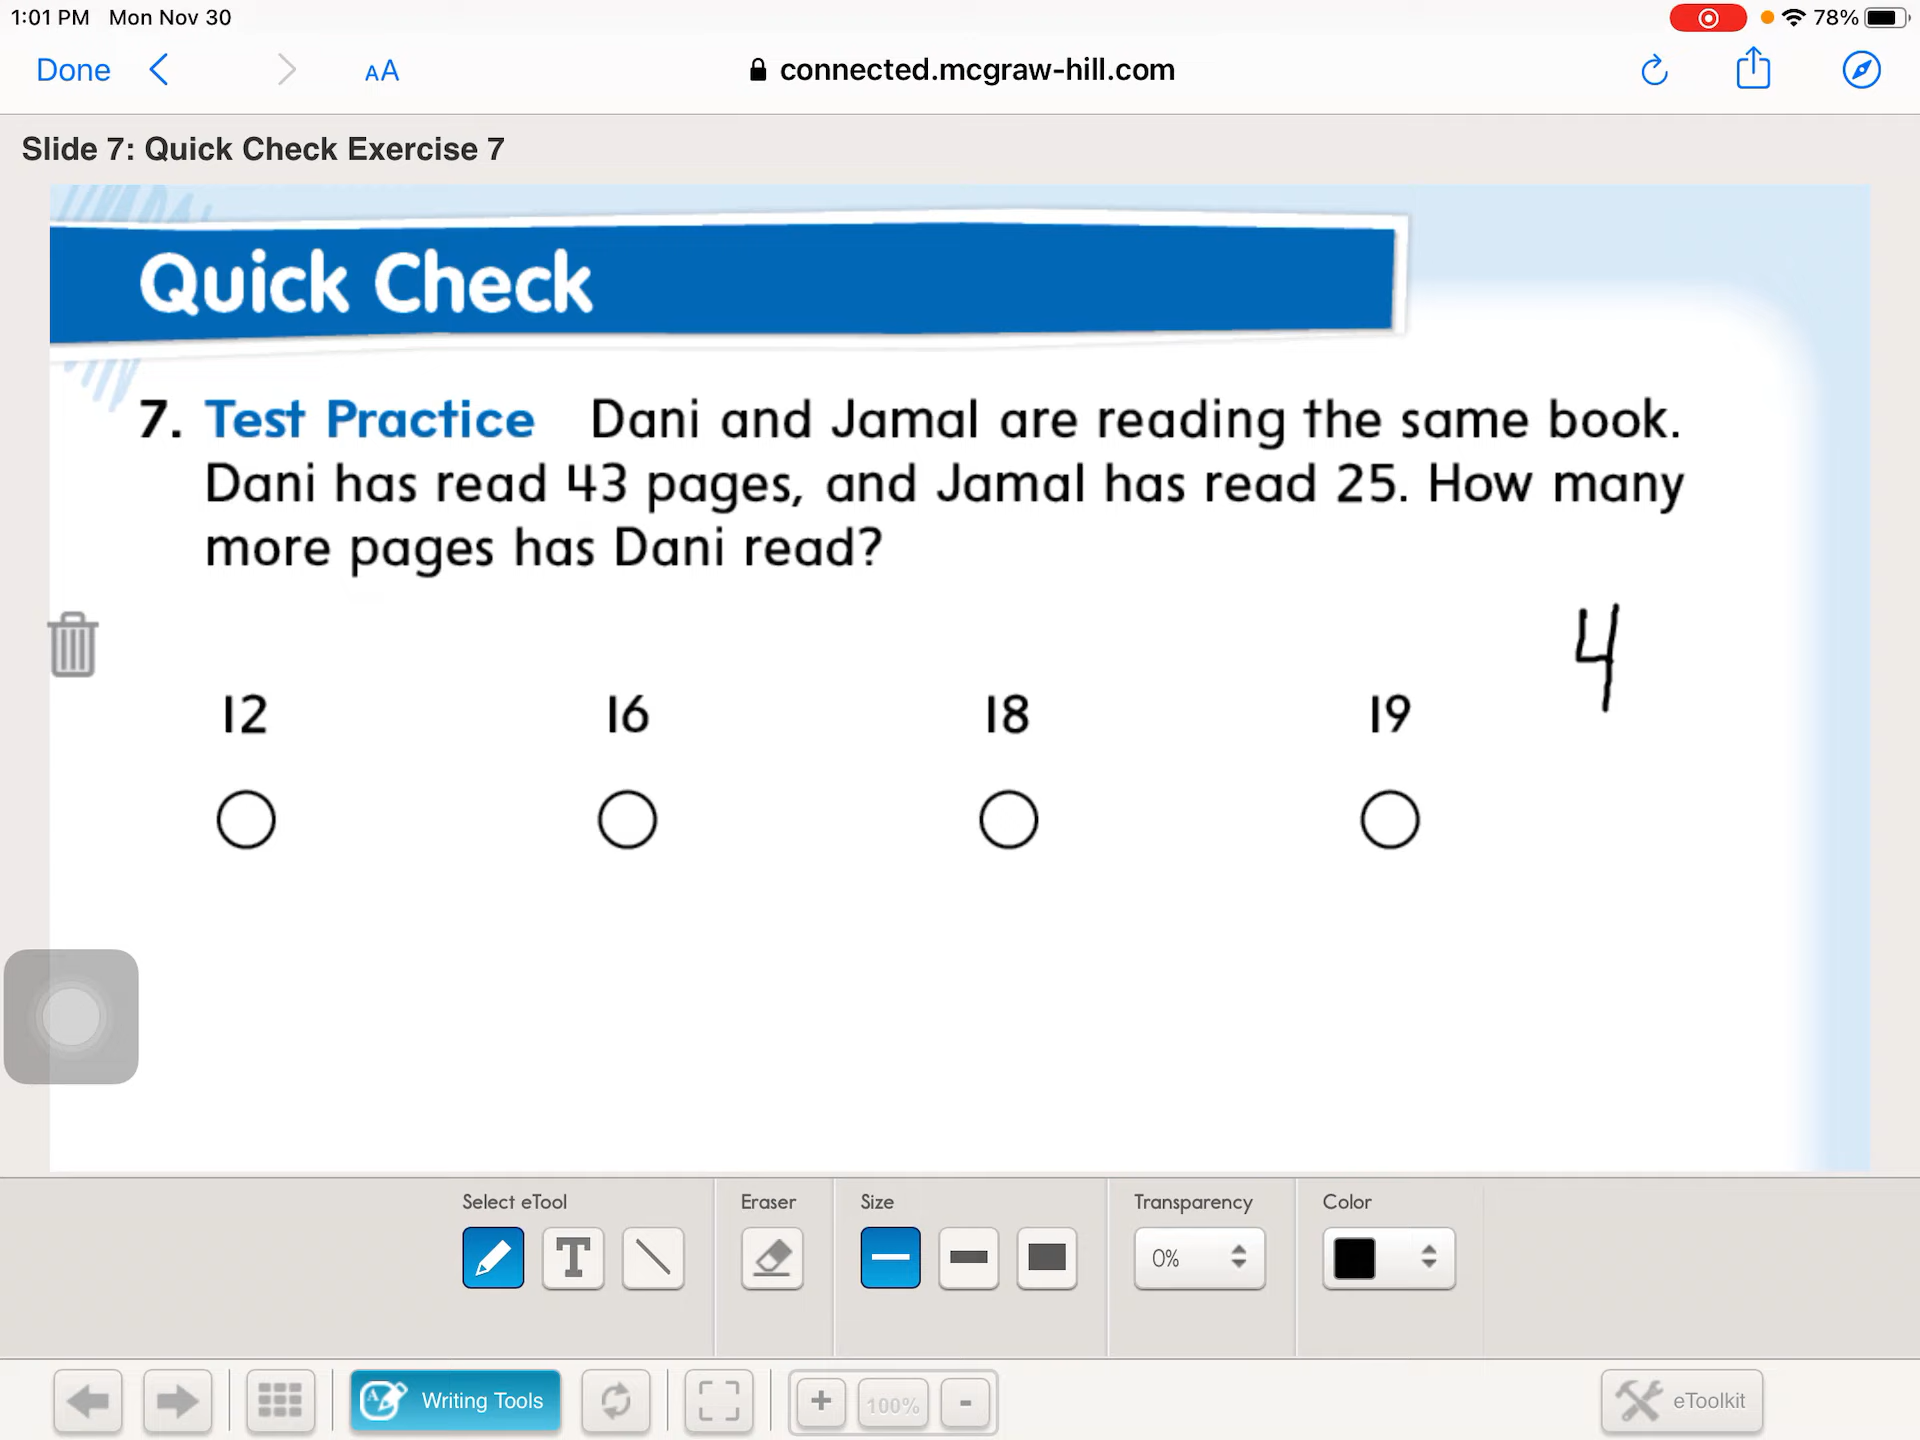 1:01 PM Mon Nov 30
78%
Done
AA
connected.mcgraw-hill.com
Slide 7: Quick Check Exercise 7
Quick Check
7. Test Practice Dani and Jamal are reading the same book.
Dani has read 43 pages, and Jamal has read 25. How many
more pages has Dani read?
4
12 16 18 19
Select eTool Eraser Size Transparency Color
T
0%
Writing Tools
+ 100% -
eToolkit